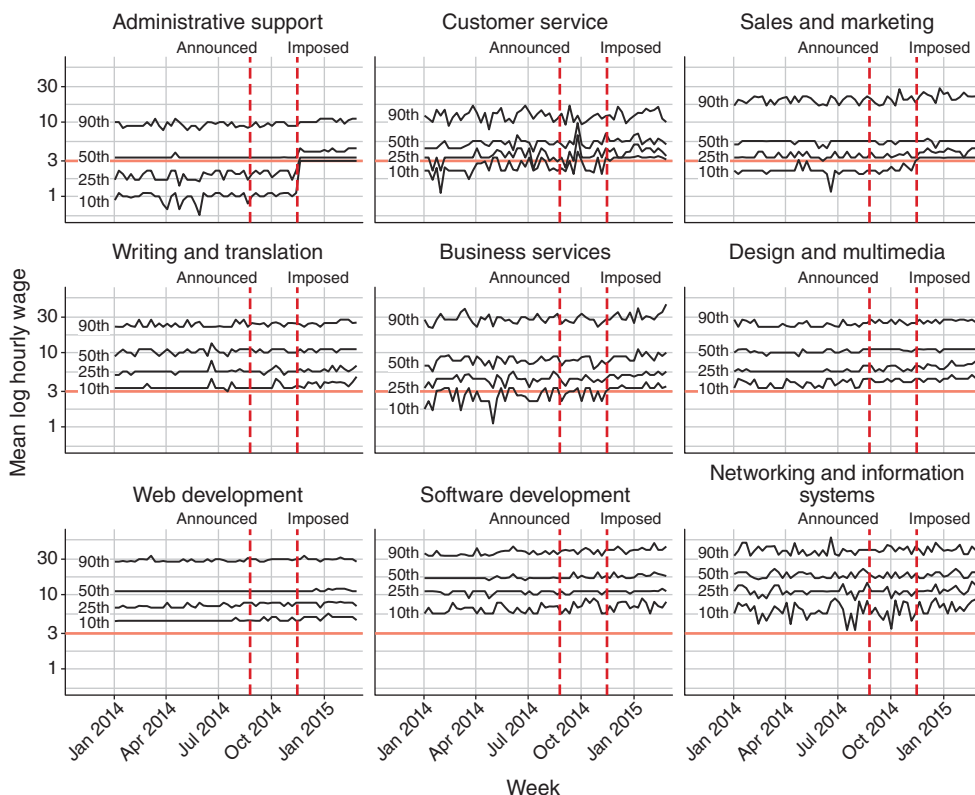 Administrative support
Customer service
Sales and marketing
Announced Imposed
Announced Imposed
Announced Imposed
30
10
3
1
90th
50th
25th
10th
90th
50th
25th
10th
90th
50th
25th
10th
Writing and translation
Business services
Design and multimedia
Announced Imposed
Announced Imposed
Announced Imposed
30
10
3
1
90th
50th
25th
10th
90th
50th
25th
10th
90th
50th
25th
10th
Mean log hourly wage
Web development
Software development
Networking and information
systems
Announced Imposed
Announced Imposed
Announced Imposed
30
10
3
1
90th
50th
25th
10th
90th
50th
25th
10th
90th
50th
25th
10th
Jan 2014
Apr 2014
Jul 2014
Oct 2014
Jan 2015
Jan 2014
Apr 2014
Jul 2014
Oct 2014
Jan 2015
Jan 2014
Apr 2014
Jul 2014
Oct 2014
Jan 2015
Week